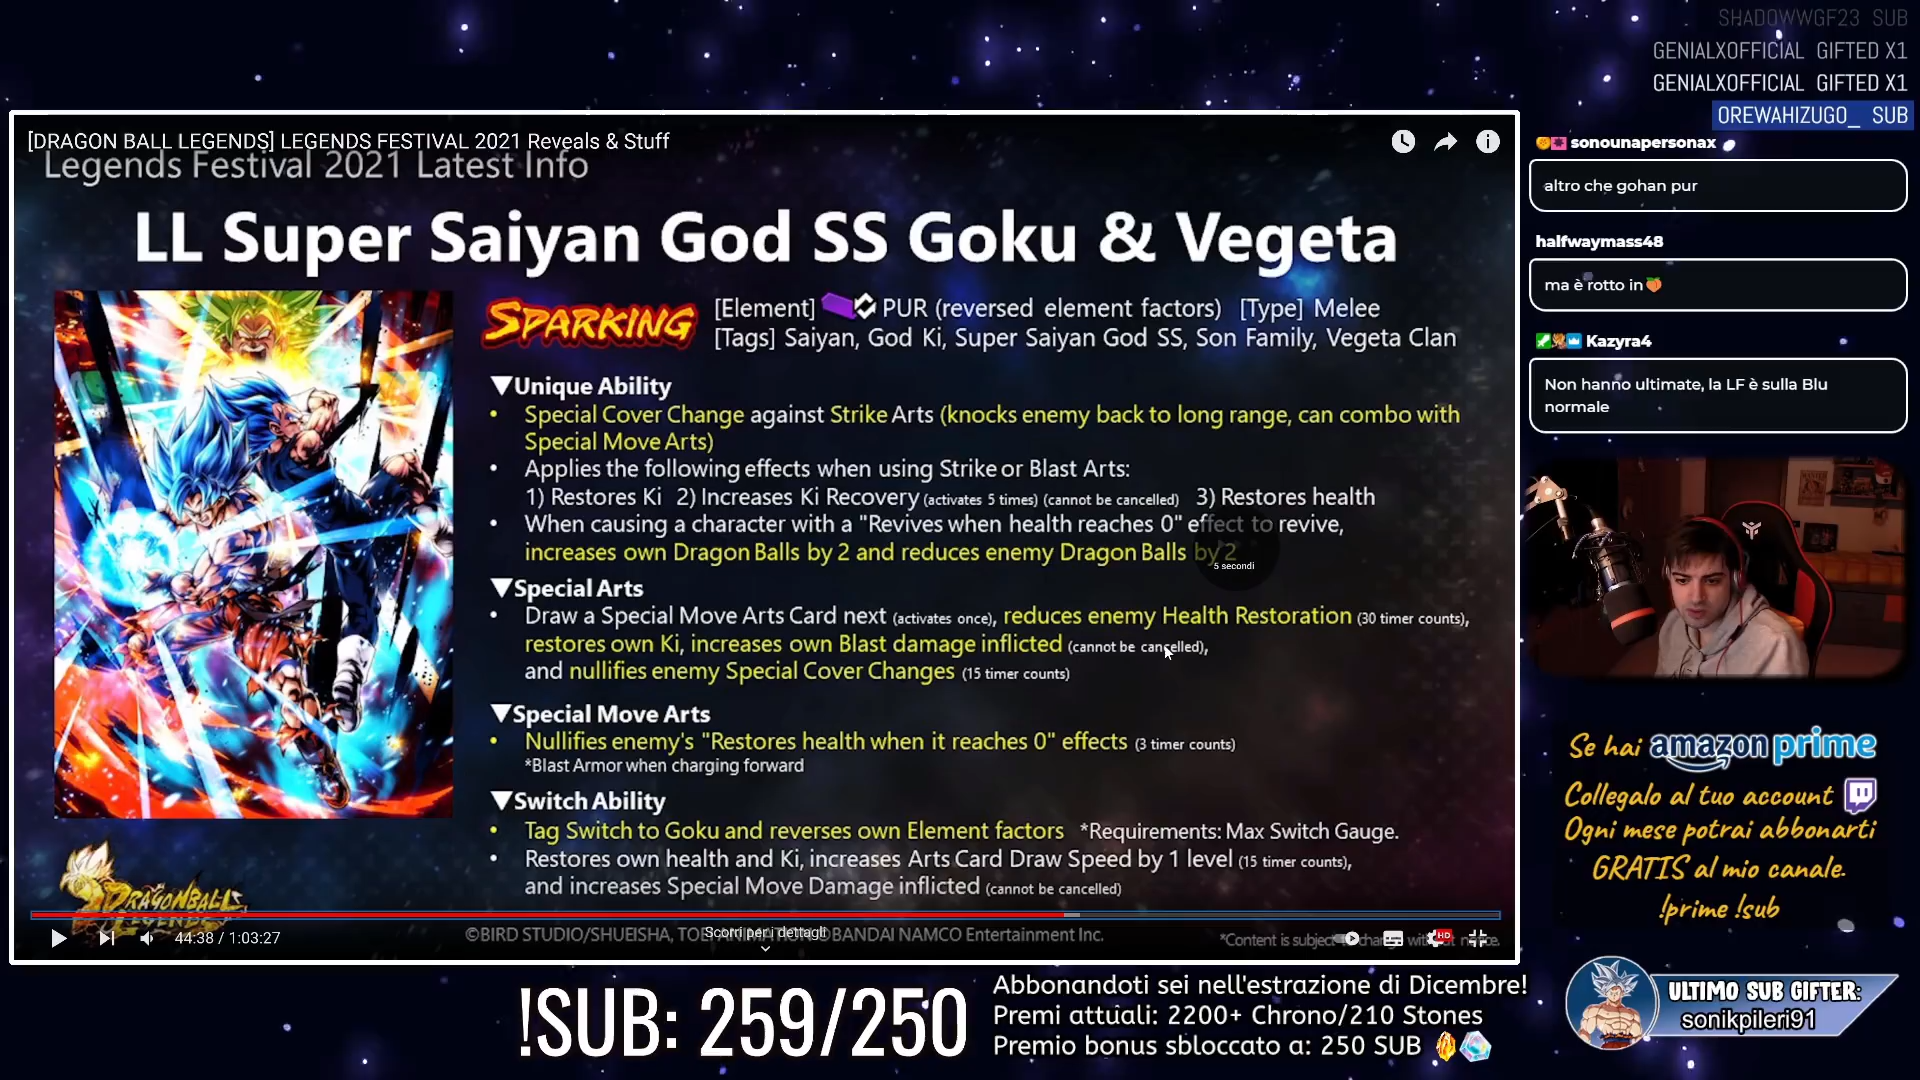 SHADOWWGF23 SUB
GENIALXOFFICIAL GIFTED X1
GENIALXOFFICIAL GIFTED X1
OREWAHIZUGO_ SUB
[DRAGON BALL LEGENDS] LEGENDS FESTIVAL 2021 Reveals & Stuff
Legends Festival 2021 Latest Info
LL Super Saiyan God SS Goku & Vegeta
SPARKING
[Element] PUR (reversed element factors) [Type] Melee
[Tags] Saiyan, God Ki, Super Saiyan God SS, Son Family, Vegeta Clan
▼Unique Ability
• Special Cover Change against Strike Arts (knocks enemy back to long range, can combo with
Special Move Arts)
• Applies the following effects when using Strike or Blast Arts:
1) Restores Ki 2) Increases Ki Recovery (activates 5 times) (cannot be cancelled) 3) Restores health
• When causing a character with a "Revives when health reaches 0" effect to revive,
increases own Dragon Balls by 2 and reduces enemy Dragon Balls by 2
5 secondi
▼Special Arts
• Draw a Special Move Arts Card next (activates once), reduces enemy Health Restoration (30 timer counts),
restores own Ki, increases own Blast damage inflicted (cannot be cancelled),
and nullifies enemy Special Cover Changes (15 timer counts)
▼Special Move Arts
• Nullifies enemy's "Restores health when it reaches 0" effects (3 timer counts)
*Blast Armor when charging forward
▼Switch Ability
• Tag Switch to Goku and reverses own Element factors *Requirements: Max Switch Gauge.
• Restores own health and Ki, increases Arts Card Draw Speed by 1 level (15 timer counts),
and increases Special Move Damage inflicted (cannot be cancelled)
DRAGONBALL
LEGENDS
44:38 / 1:03:27
Scorri per i dettagli
©BIRD STUDIO/SHUEISHA, TOEI ANIMATION ©BANDAI NAMCO Entertainment Inc.
*Content is subject to change without notice.
HD
sonounapersonax
altro che gohan pur
halfwaymass48
ma è rotto in🍑
Kazyra4
Non hanno ultimate, la LF è sulla Blu
normale
Se hai amazon prime
Collegalo al tuo account
Ogni mese potrai abbonarti
GRATIS al mio canale.
!prime !sub
!SUB: 259/250
Abbonandoti sei nell'estrazione di Dicembre!
Premi attuali: 2200+ Chrono/210 Stones
Premio bonus sbloccato a: 250 SUB
ULTIMO SUB GIFTER:
sonikpileri91